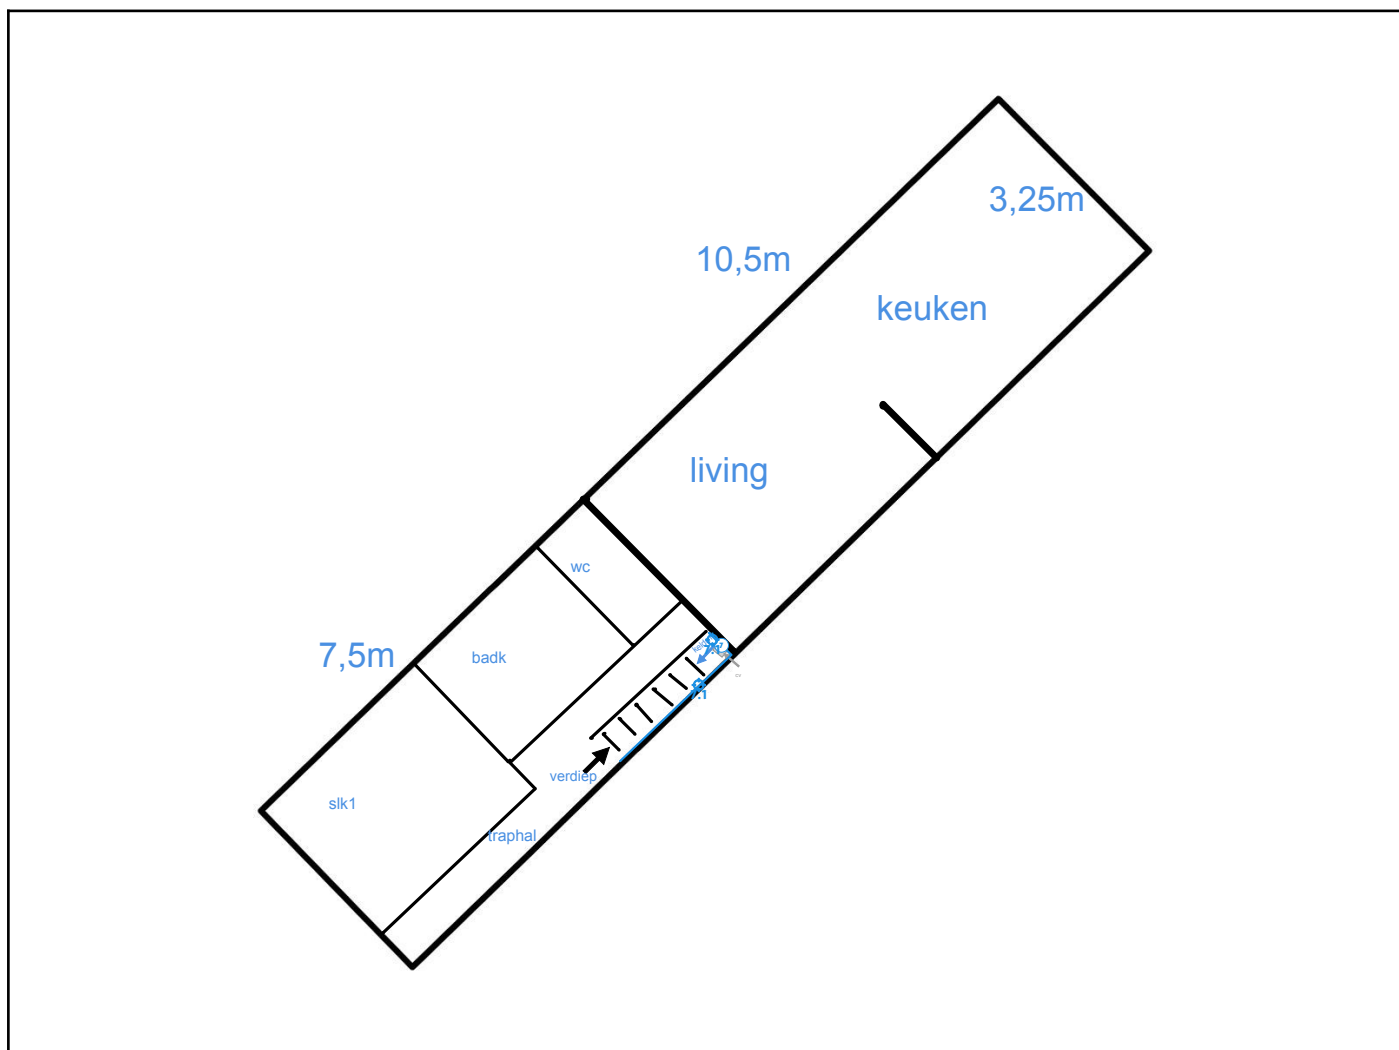 3,25m
10,5m
keuken
living
wc
7,5m
badk
verdiep
slk1
traphal